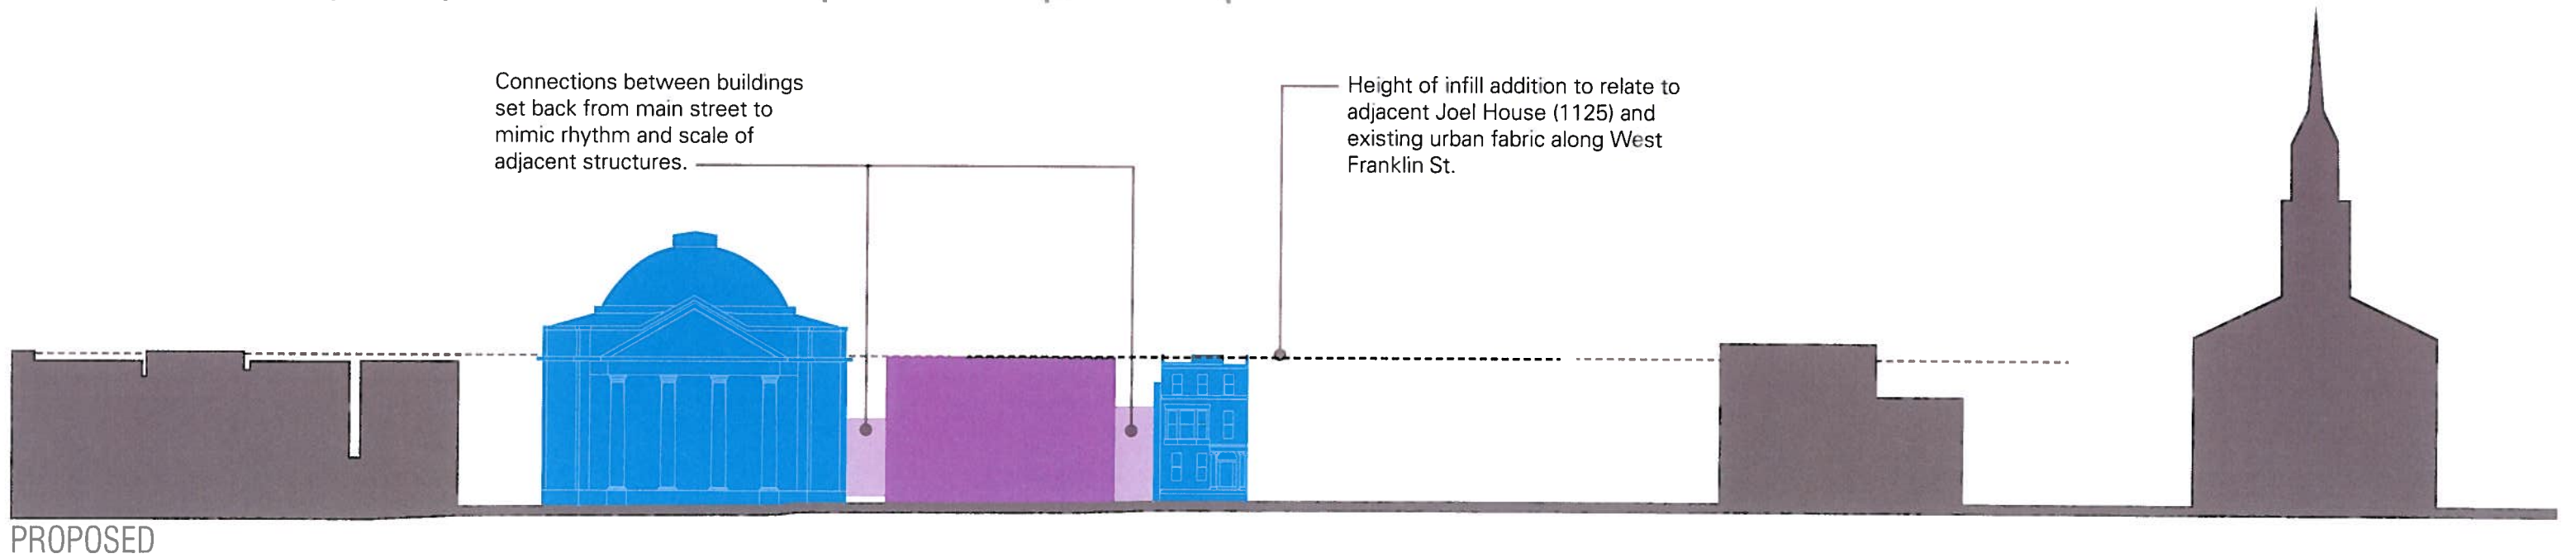 Connections between buildings
set back from main street to
mimic rhythm and scale of
adjacent structures.
Height of infill addition to relate to
adjacent Joel House (1125) and
existing urban fabric along West
Franklin St.
PROPOSED